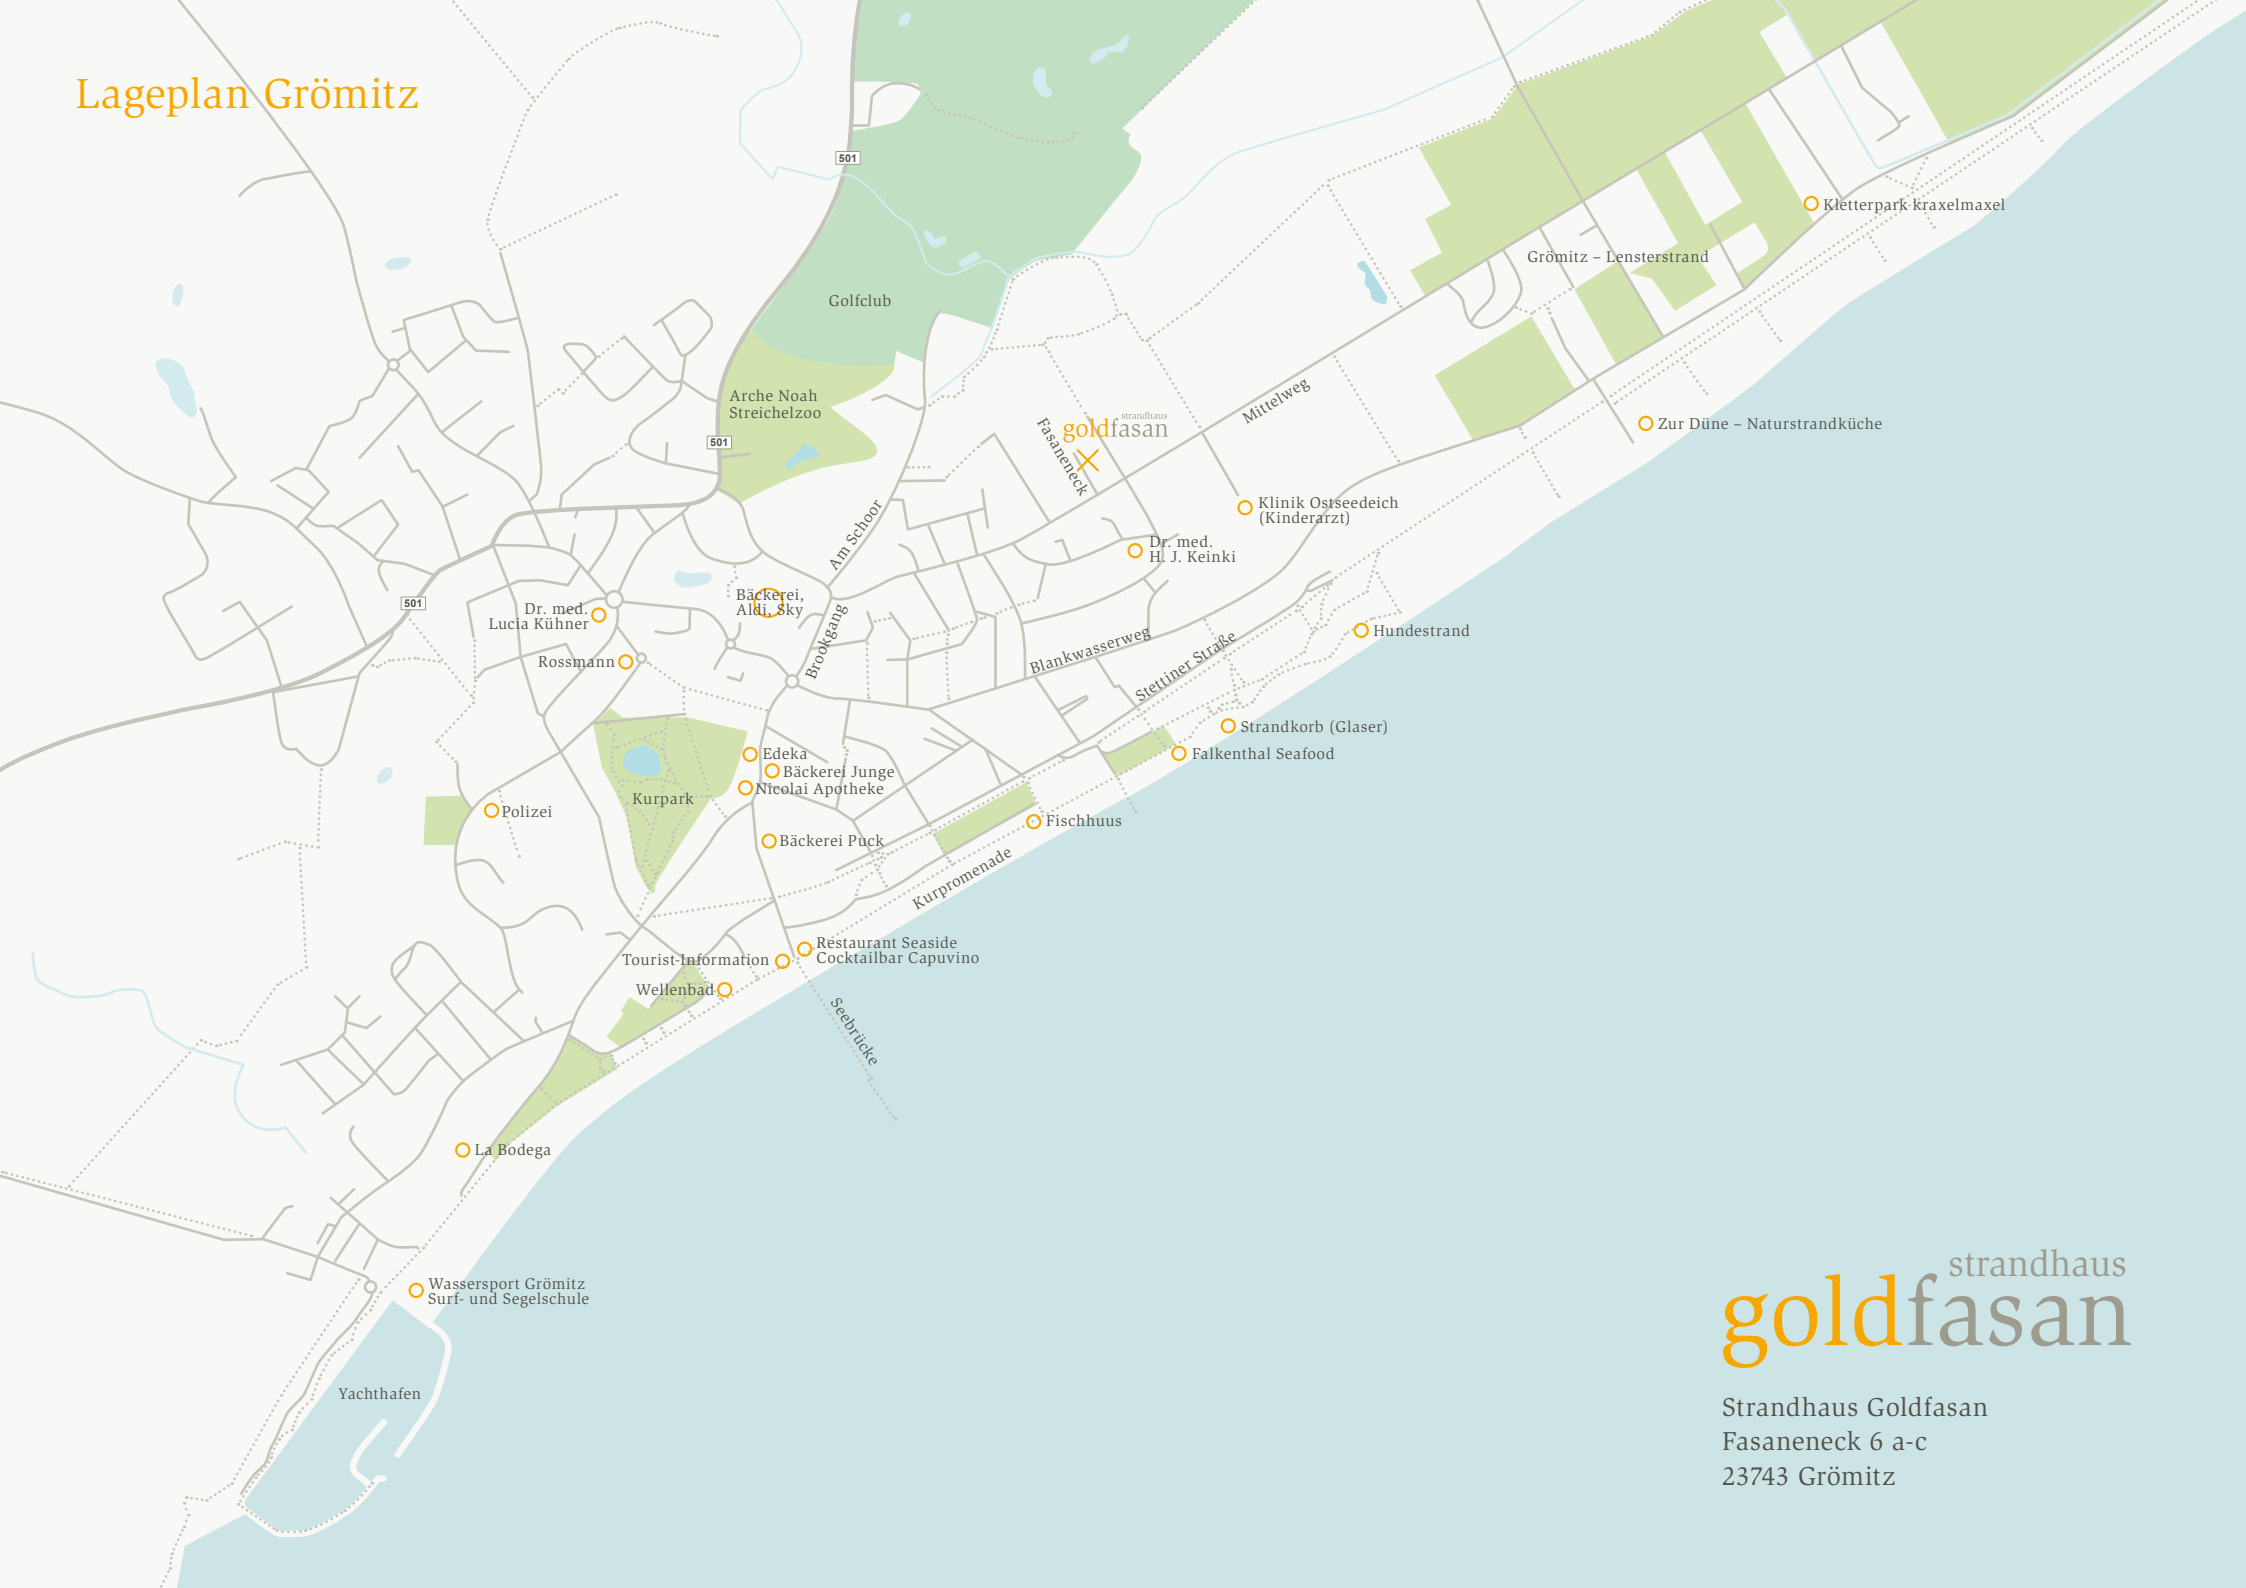 Lageplan Grömitz
501
Kletterpark kraxelmaxel
Grömitz – Lensterstrand
Golfclub
Arche Noah
Streichelzoo
501
Mittelweg
strandhaus
goldfasan
Fasaneneck
Zur Düne – Naturstrandküche
Klinik Ostseedeich
(Kinderarzt)
Am Schoor
Dr. med.
H. J. Keinki
501
Bäckerei,
Aldi, Sky
Dr. med.
Lucia Kühner
Brookgang
Hundestrand
Blankwasserweg
Stettiner Straße
Rossmann
Strandkorb (Glaser)
Edeka
Falkenthal Seafood
Bäckerei Junge
Nicolai Apotheke
Kurpark
Polizei
Fischhuus
Bäckerei Puck
Kurpromenade
Restaurant Seaside
Cocktailbar Capuvino
Tourist-Information
Wellenbad
Seebrücke
La Bodega
Wassersport Grömitz
Surf- und Segelschule
Yachthafen
strandhaus
goldfasan
Strandhaus Goldfasan
Fasaneneck 6 a-c
23743 Grömitz